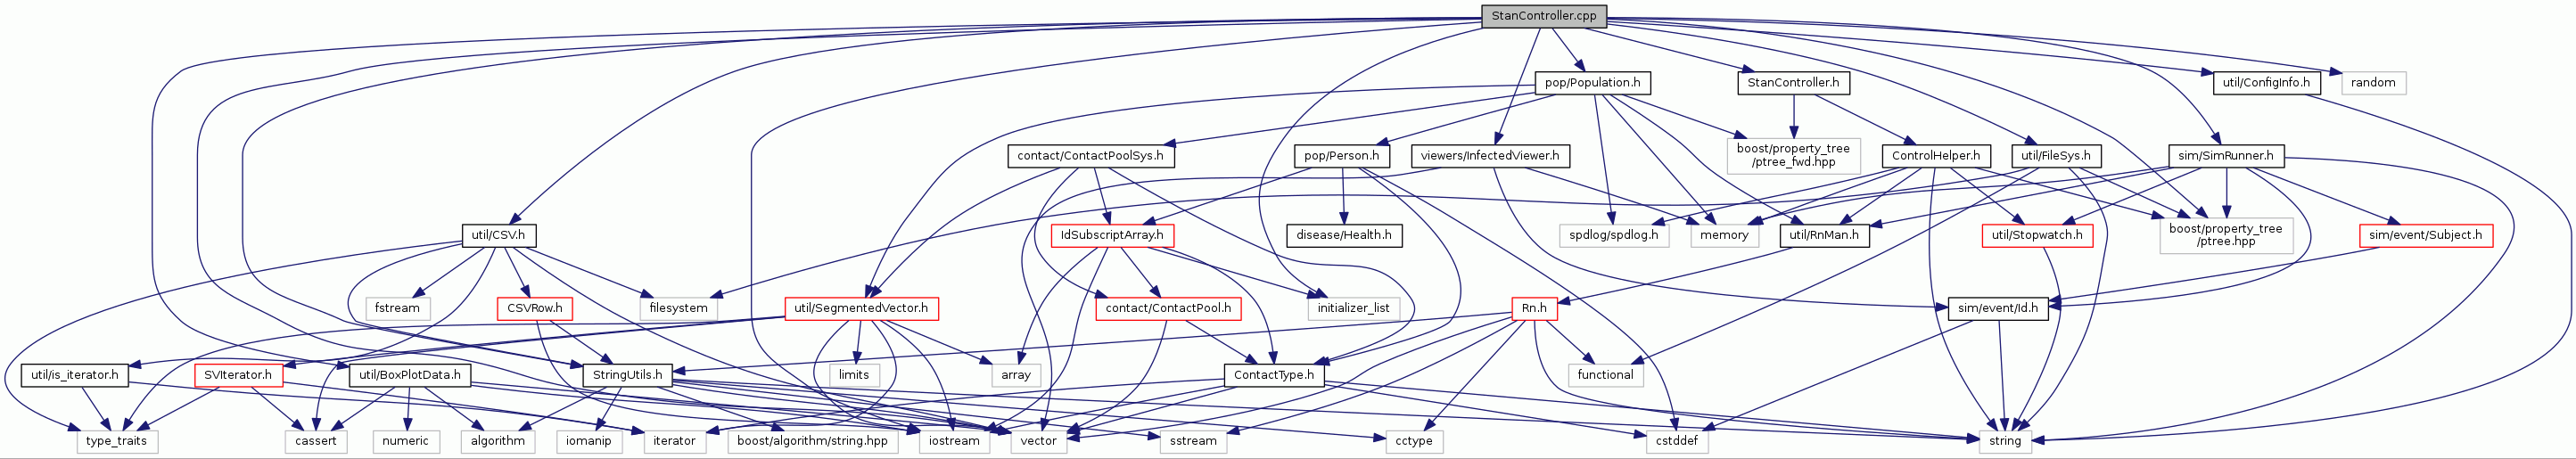 StanController.cpp
pop/Population.h
StanController.h
util/ConfigInfo.h
random
contact/ContactPoolSys.h
pop/Person.h
viewers/InfectedViewer.h
boost/property_tree
/ptree_fwd.hpp
ControlHelper.h
util/FileSys.h
sim/SimRunner.h
util/CSV.h
IdSubscriptArray.h
disease/Health.h
spdlog/spdlog.h
memory
util/RnMan.h
util/Stopwatch.h
boost/property_tree
/ptree.hpp
sim/event/Subject.h
fstream
CSVRow.h
filesystem
util/SegmentedVector.h
contact/ContactPool.h
initializer_list
Rn.h
sim/event/Id.h
util/is_iterator.h
SVIterator.h
util/BoxPlotData.h
StringUtils.h
limits
array
ContactType.h
functional
type_traits
cassert
numeric
algorithm
iomanip
iterator
boost/algorithm/string.hpp
iostream
vector
sstream
cctype
cstddef
string